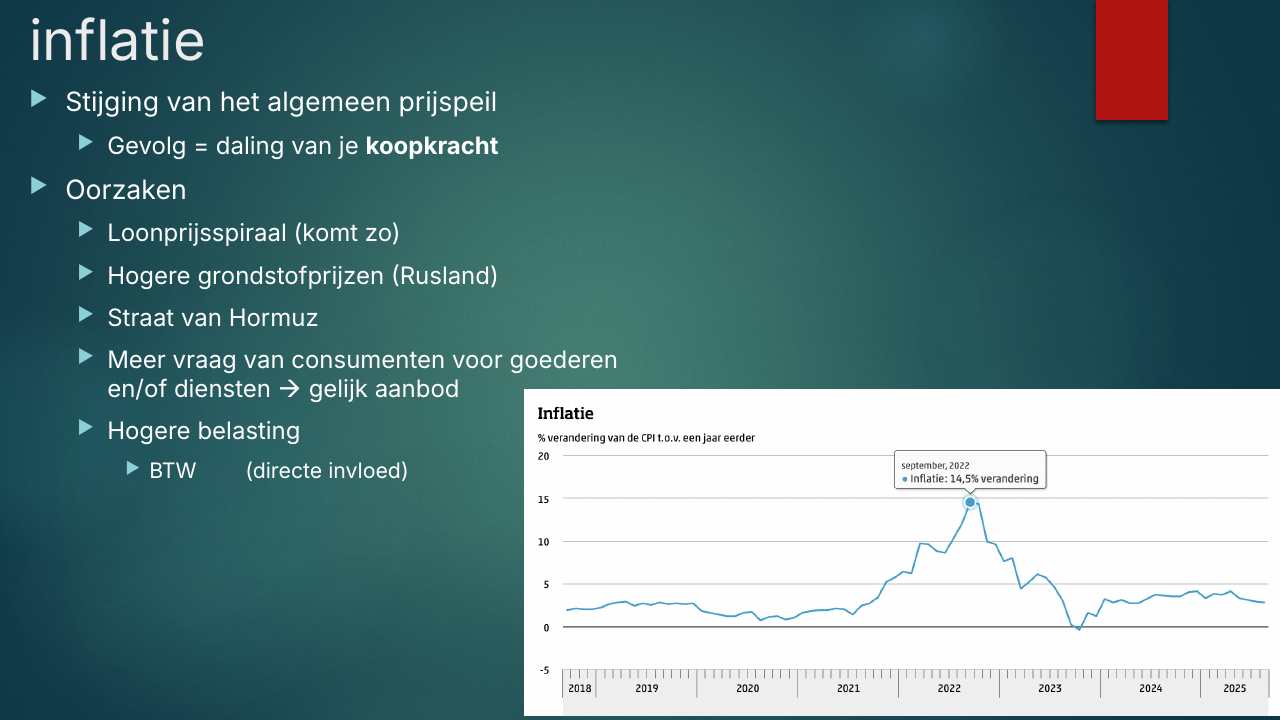 inflatie
Stijging van het algemeen prijspeil
Gevolg = daling van je koopkracht
Oorzaken
Loonprijsspiraal (komt zo)
Hogere grondstofprijzen (Rusland)
Straat van Hormuz
Meer vraag van consumenten voor goederen
en/of diensten → gelijk aanbod
Hogere belasting
BTW (directe invloed)
Inflatie
% verandering van de CPI t.o.v. een jaar eerder
20
september, 2022
Inflatie: 14,5% verandering
15
10
5
0
-5
2018 2019 2020 2021 2022 2023 2024 2025